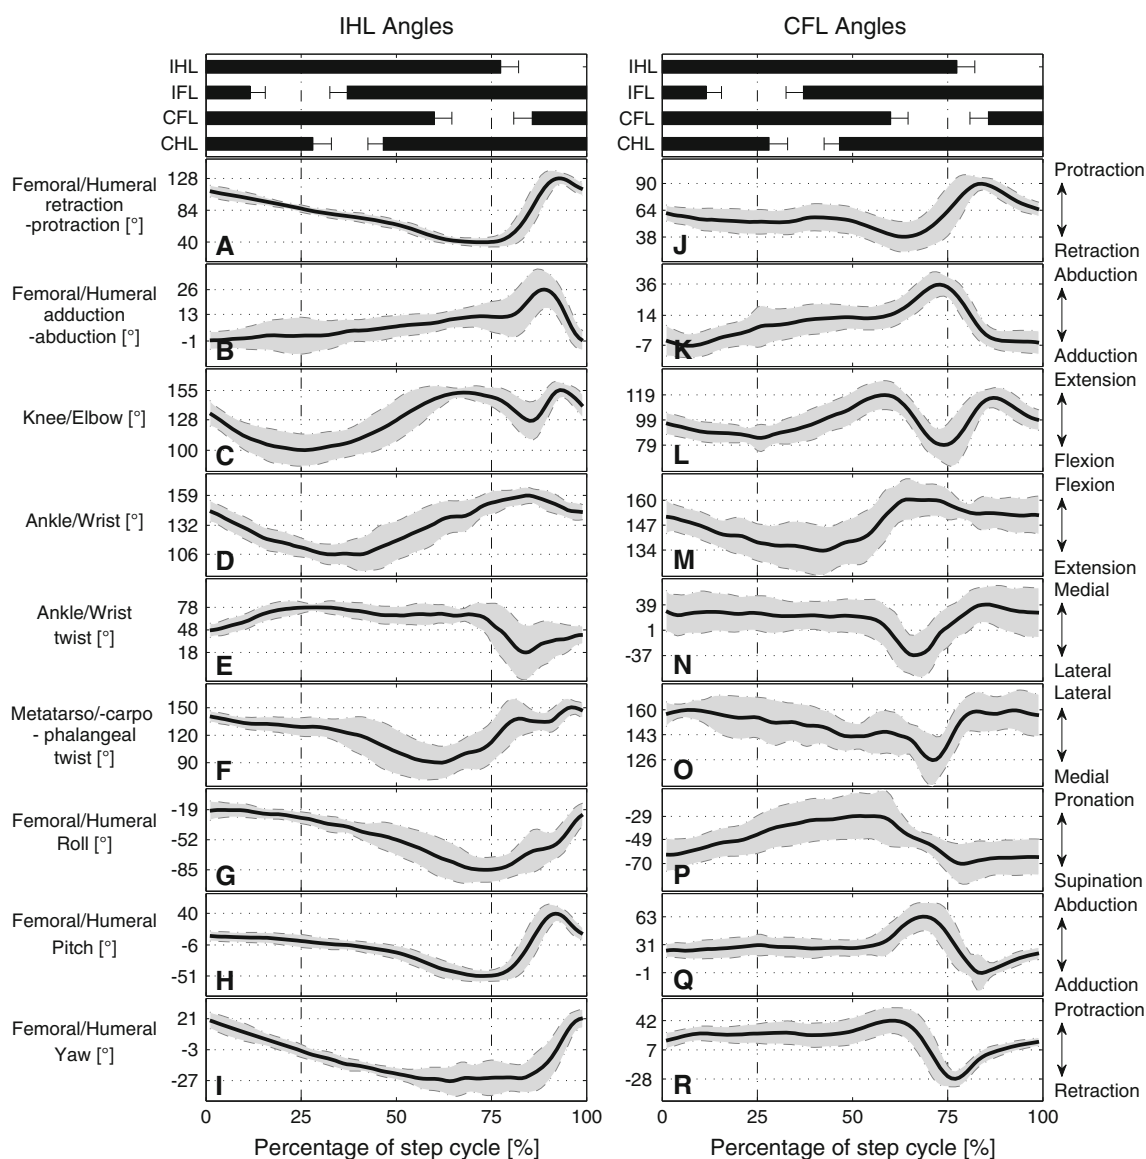 IHL Angles
CFL Angles
IHL
IFL
CFL
CHL
IHL
IFL
CFL
CHL
Femoral/Humeral
retraction
-protraction [°]
128
84
40
A
90
64
38
J
Protraction
Retraction
Femoral/Humeral
adduction
-abduction [°]
26
13
-1
B
36
14
-7
K
Abduction
Adduction
Knee/Elbow [°]
155
128
100
C
119
99
79
L
Extension
Flexion
Ankle/Wrist [°]
159
132
106
D
160
147
134
M
Flexion
Extension
Ankle/Wrist
twist [°]
78
48
18
E
39
1
-37
N
Medial
Lateral
Metatarso/-carpo
- phalangeal
twist [°]
150
120
90
F
160
143
126
O
Lateral
Medial
Femoral/Humeral
Roll [°]
-19
-52
-85
G
-29
-49
-70
P
Pronation
Supination
Femoral/Humeral
Pitch [°]
40
-6
-51
H
63
31
-1
Q
Abduction
Adduction
Femoral/Humeral
Yaw [°]
21
-3
-27
I
42
7
-28
R
Protraction
Retraction
0 25 50 75 100
0 25 50 75 100
Percentage of step cycle [%]
Percentage of step cycle [%]